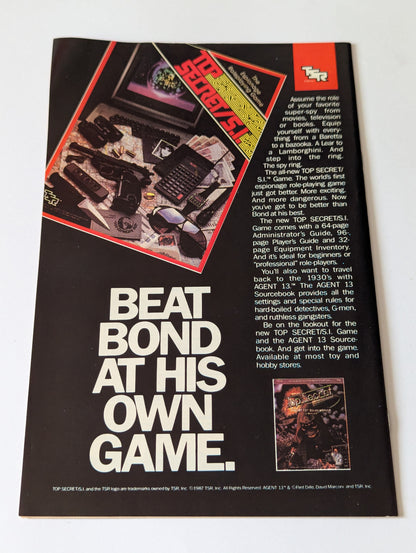 TOP
SECRET/S.I.
The
Espionage
Roleplaying Game
TSR
Assume the role
of your favorite
super-spy from
movies, television
or books. Equip
yourself with every-
thing from a Baretta
to a bazooka. A Lear to
a Lamborghini. And
step into the ring.
The spy ring.
The all-new TOP SECRET/
S.I.™ Game. The world's first
espionage role-playing game
just got better. More exciting.
And more dangerous. Now
you've got to be better than
Bond at his best.
The new TOP SECRET/S.I.
Game comes with a 64-page
Administrator's Guide, 96-
page Player's Guide and 32-
page Equipment Inventory.
And it's ideal for beginners or
"professional" role-players.
You'll also want to travel
back to the 1930's with
AGENT 13.™ The AGENT 13
Sourcebook provides all the
settings and special rules for
hard-boiled detectives, G-men,
and ruthless gangsters.
Be on the lookout for the
new TOP SECRET/S.I. Game
and the AGENT 13 Source-
book. And get into the game.
Available at most toy and
hobby stores.
BEAT
BOND
AT HIS
OWN
GAME.
TOP SECRET/S.I. and the TSR logo are trademarks owned by TSR, Inc. © 1987 TSR, Inc. All Rights Reserved. AGENT 13™ & © Flint Dille, David Marconi and TSR, Inc.